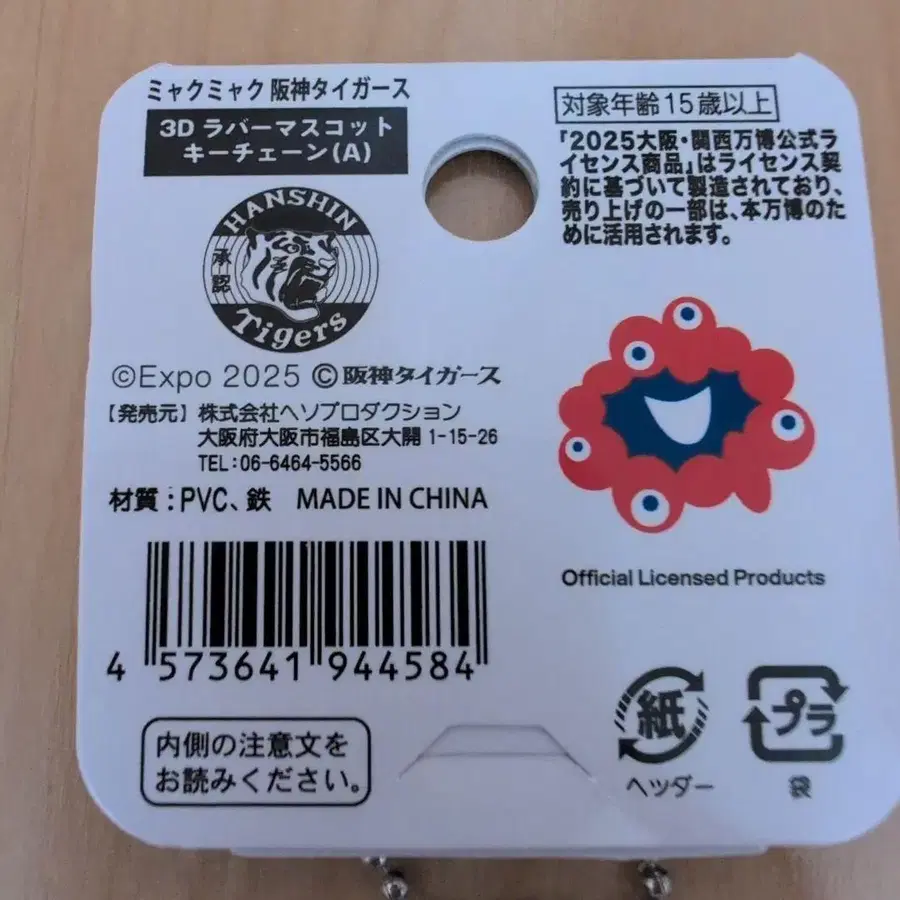 ミャクミャク 阪神タイガース
3D ラバーマスコット
キーチェーン(A)
HANSHIN
承認
Tigers
©Expo 2025 ©阪神タイガース
【発売元】株式会社ヘソプロダクション
大阪府大阪市福島区大開 1-15-26
TEL:06-6464-5566
材質:PVC、鉄 MADE IN CHINA
4 573641 944584
内側の注意文を
お読みください。
対象年齢15歳以上
「2025大阪・関西万博公式ラ
イセンス商品」はライセンス契
約に基づいて製造されており、
売り上げの一部は、本万博のた
めに活用されます。
Official Licensed Products
紙
ヘッダー
プラ
袋